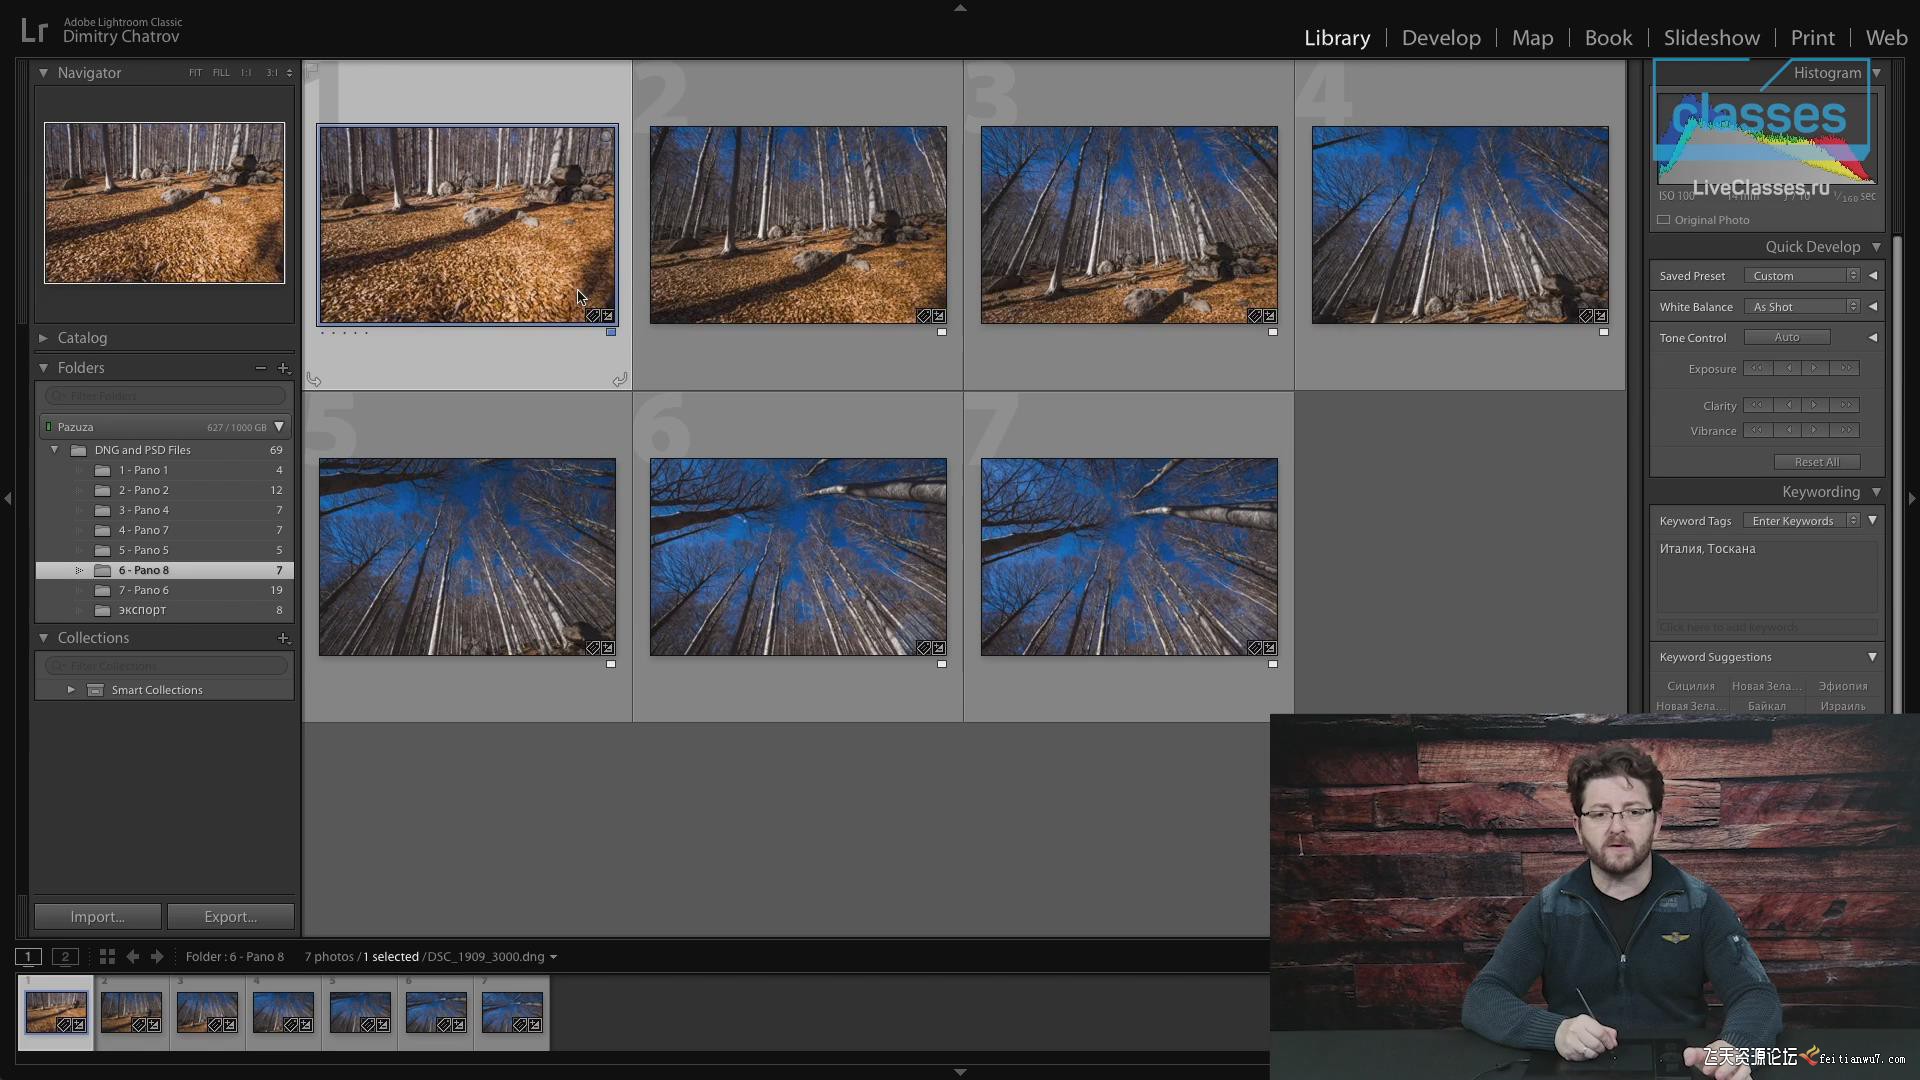 Lr Adobe Lightroom Classic
Dimitry Chatrov
Library | Develop | Map | Book | Slideshow | Print | Web
Navigator FIT FILL 1:1 3:1
Catalog
Folders
Filter Folders
Pazuza 627 / 1000 GB
DNG and PSD Files 69
1 - Pano 1 4
2 - Pano 2 12
3 - Pano 4 7
4 - Pano 7 7
5 - Pano 5 5
6 - Pano 8 7
7 - Pano 6 19
экспорт 8
Collections
Filter Collections
Smart Collections
Import... Export...
1 2 3 4
5 6 7
Histogram
classes
LiveClasses.ru
ISO 100 14 mm 1/160 sec
Original Photo
Quick Develop
Saved Preset Custom
White Balance As Shot
Tone Control Auto
Exposure
Clarity
Vibrance
Reset All
Keywording
Keyword Tags Enter Keywords
Италия, Тоскана
Click here to add keywords
Keyword Suggestions
Сицилия Новая Зела... Эфиопия
Новая Зела... Байкал Израиль
1 2 Folder : 6 - Pano 8 7 photos / 1 selected / DSC_1909_3000.dng
1 2 3 4 5 6 7
飞天资源论坛 feitianwu7.com